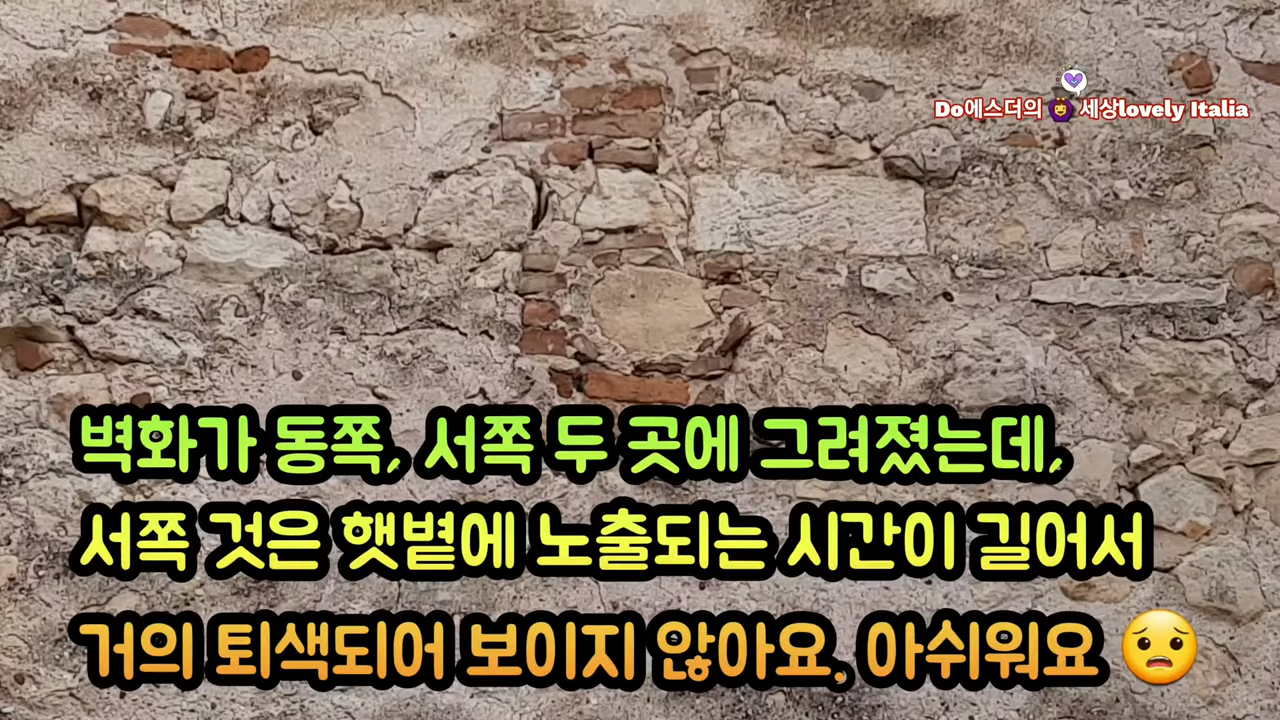 Do에스더의 세상lovely Italia
벽화가 동쪽, 서쪽 두 곳에 그려졌는데,
서쪽 것은 햇볕에 노출되는 시간이 길어서
거의 퇴색되어 보이지 않아요. 아쉬워요